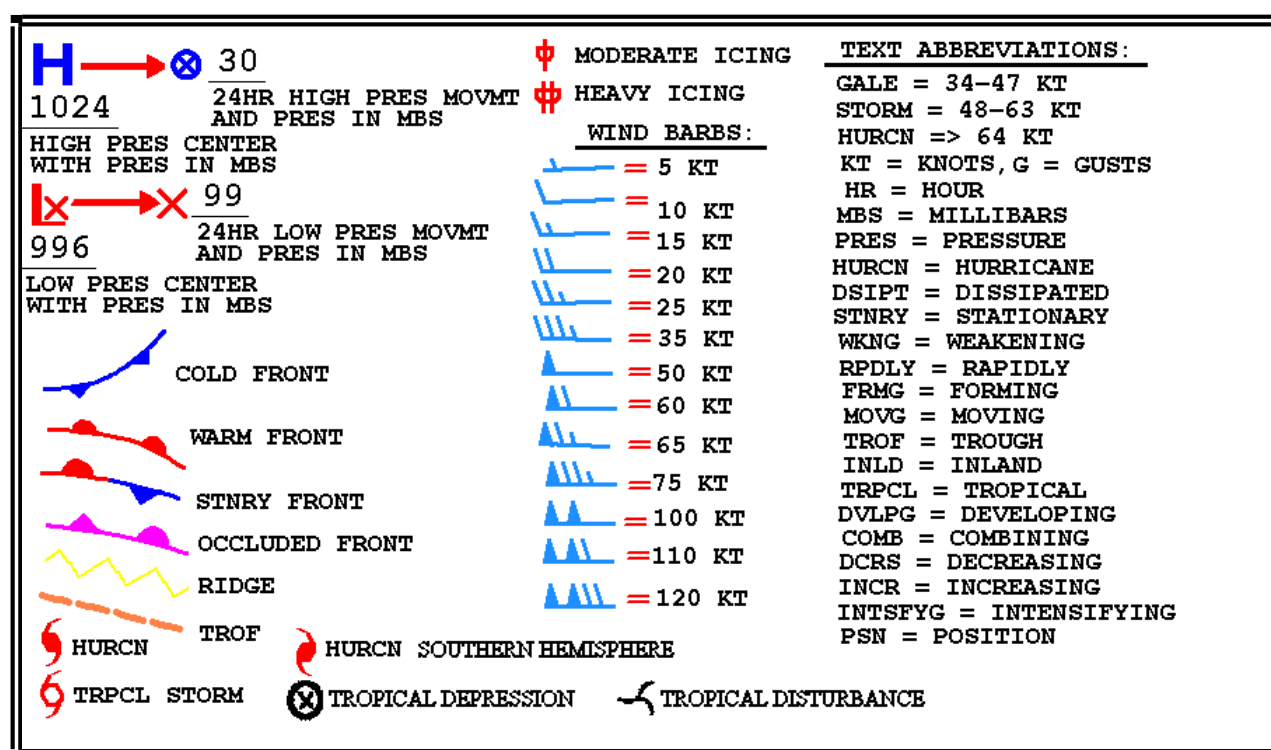 H
30
1024
24HR HIGH PRES MOVMT
AND PRES IN MBS
HIGH PRES CENTER
WITH PRES IN MBS
L
99
996
24HR LOW PRES MOVMT
AND PRES IN MBS
LOW PRES CENTER
WITH PRES IN MBS
COLD FRONT
WARM FRONT
STNRY FRONT
OCCLUDED FRONT
RIDGE
TROF
HURCN
HURCN SOUTHERN HEMISPHERE
TRPCL STORM
TROPICAL DEPRESSION
TROPICAL DISTURBANCE
MODERATE ICING
HEAVY ICING
WIND BARBS:
= 5 KT
= 10 KT
= 15 KT
= 20 KT
= 25 KT
= 35 KT
= 50 KT
= 60 KT
= 65 KT
= 75 KT
= 100 KT
= 110 KT
= 120 KT
TEXT ABBREVIATIONS:
GALE = 34-47 KT
STORM = 48-63 KT
HURCN => 64 KT
KT = KNOTS, G = GUSTS
HR = HOUR
MBS = MILLIBARS
PRES = PRESSURE
HURCN = HURRICANE
DSIPT = DISSIPATED
STNRY = STATIONARY
WKNG = WEAKENING
RPDLY = RAPIDLY
FRMG = FORMING
MOVG = MOVING
TROF = TROUGH
INLD = INLAND
TRPCL = TROPICAL
DVLPG = DEVELOPING
COMB = COMBINING
DCRS = DECREASING
INCR = INCREASING
INTSFYG = INTENSIFYING
PSN = POSITION